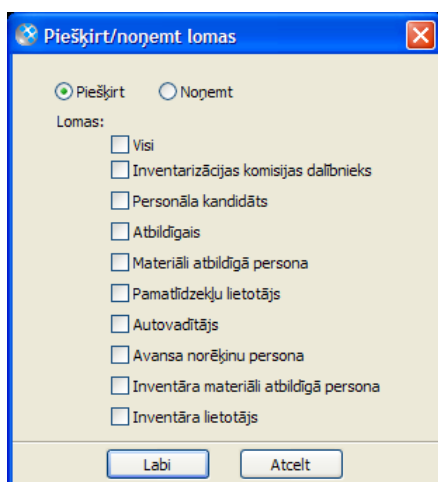 Piešķirt/noņemt lomas
Piešķirt Noņemt
Lomas:
Visi
Inventarizācijas komisijas dalībnieks
Personāla kandidāts
Atbildīgais
Materiāli atbildīgā persona
Pamatlīdzekļu lietotājs
Autovadītājs
Avansa norēķinu persona
Inventāra materiāli atbildīgā persona
Inventāra lietotājs
Labi Atcelt